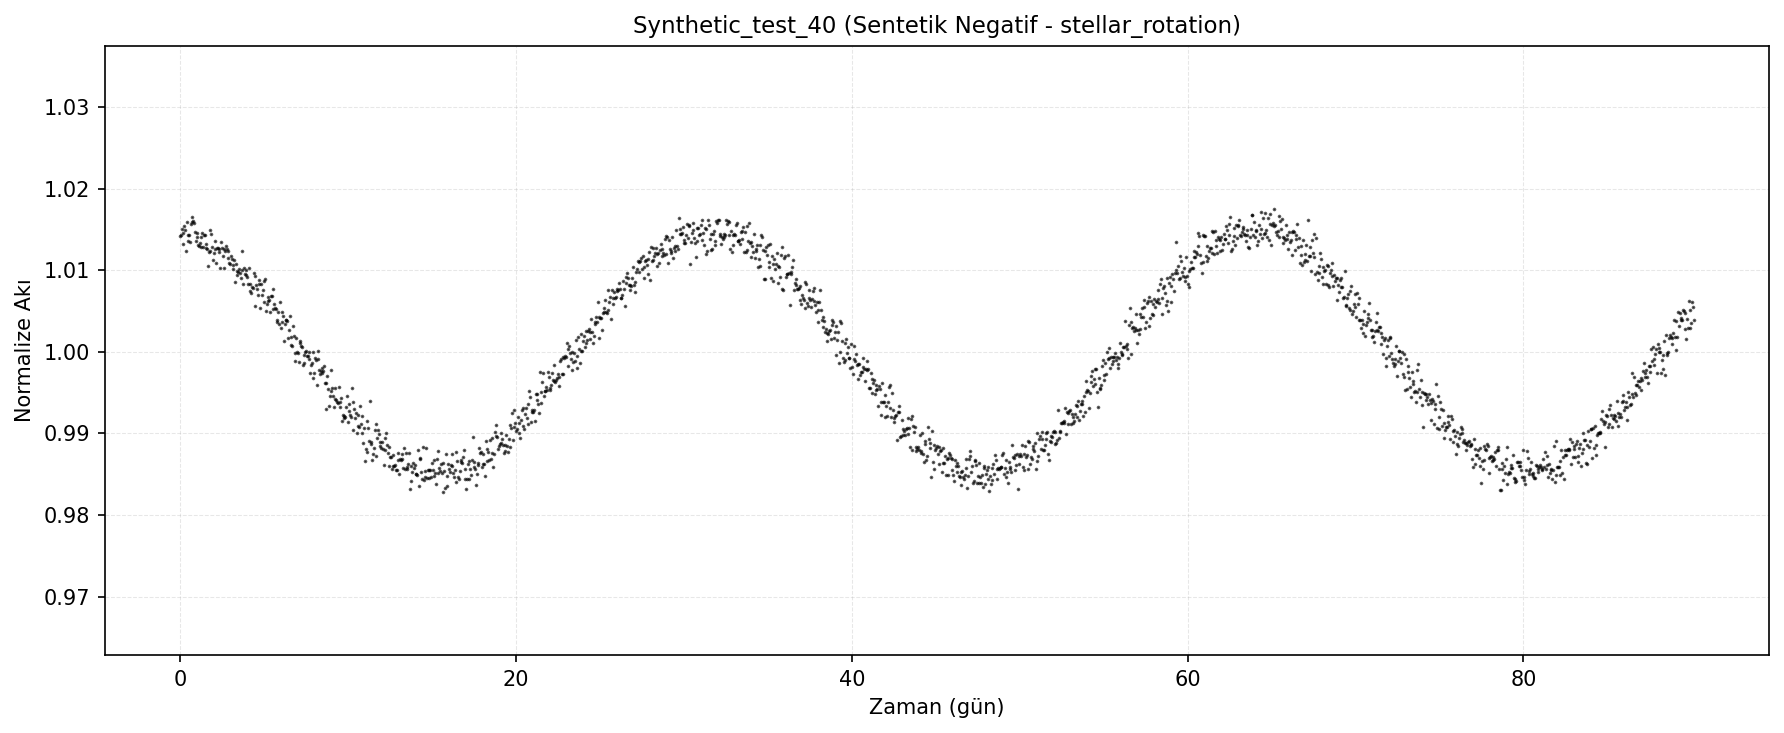 Synthetic_test_40 (Sentetik Negatif - stellar_rotation)
Normalize Akı
1.03
1.02
1.01
1.00
0.99
0.98
0.97
0 20 40 60 80
Zaman (gün)